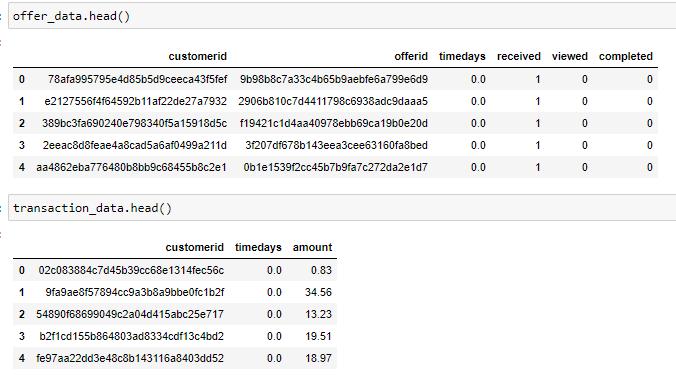 offer_data.head()
customerid offerid timedays received viewed completed
0 78afa995795e4d85b5d9ceeca43f5fef 9b98b8c7a33c4b65b9aebfe6a799e6d9 0.0 1 0 0
1 e2127556f4f64592b11af22de27a7932 2906b810c7d4411798c6938adc9daaa5 0.0 1 0 0
2 389bc3fa690240e798340f5a15918d5c f19421c1d4aa40978ebb69ca19b0e20d 0.0 1 0 0
3 2eeac8d8feae4a8cad5a6af0499a211d 3f207df678b143eea3cee63160fa8bed 0.0 1 0 0
4 aa4862eba776480b8bb9c68455b8c2e1 0b1e1539f2cc45b7b9fa7c272da2e1d7 0.0 1 0 0
transaction_data.head()
customerid timedays amount
0 02c083884c7d45b39cc68e1314fec56c 0.0 0.83
1 9fa9ae8f57894cc9a3b8a9bbe0fc1b2f 0.0 34.56
2 54890f68699049c2a04d415abc25e717 0.0 13.23
3 b2f1cd155b864803ad8334cdf13c4bd2 0.0 19.51
4 fe97aa22dd3e48c8b143116a8403dd52 0.0 18.97